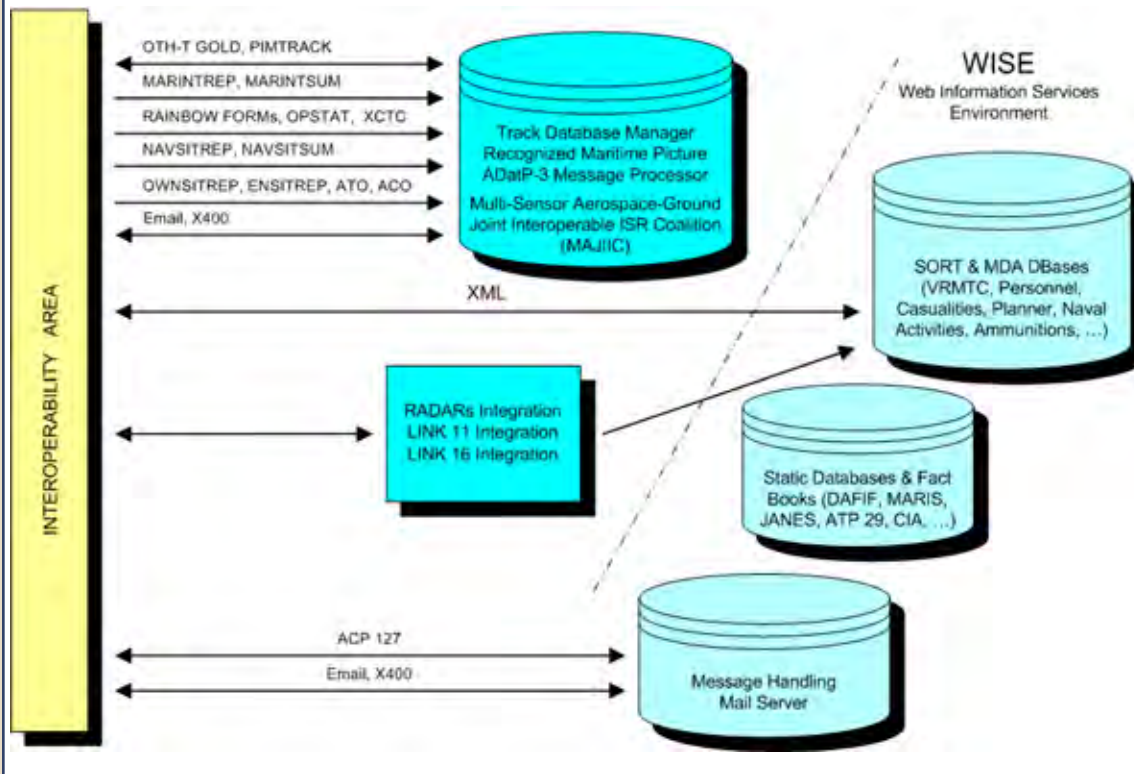 OTH-T GOLD, PIMTRACK
MARINTREP, MARINTSUM
RAINBOW FORMs, OPSTAT, XCTC
NAVSITREP, NAVSITSUM
OWNSITREP, ENSITREP, ATO, ACO
Email, X400
Track Database Manager
Recognized Maritime Picture
ADatP-3 Message Processor
Multi-Sensor Aerospace-Ground
Joint Interoperable ISR Coalition
(MAJIIC)
WISE
Web Information Services
Environment
XML
SORT & MDA DBases
(VRMTC, Personnel,
Casualities, Planner, Naval
Activities, Ammunitions, …)
INTEROPERABILITY AREA
RADARs Integration
LINK 11 Integration
LINK 16 Integration
Static Databases & Fact
Books (DAFIF, MARIS,
JANES, ATP 29, CIA, …)
ACP 127
Email, X400
Message Handling
Mail Server